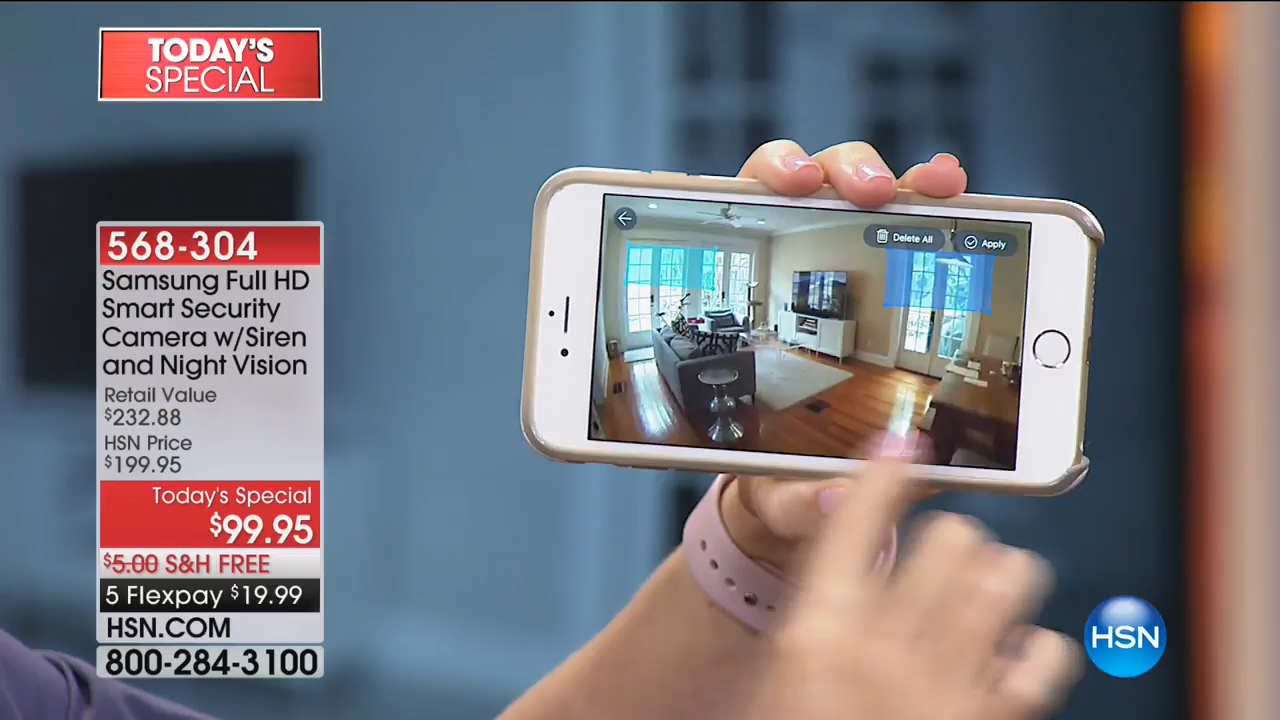 TODAY'S
SPECIAL
568-304
Samsung Full HD
Smart Security
Camera w/Siren
and Night Vision
Retail Value
$232.88
HSN Price
$199.95
Today's Special
$99.95
$5.00 S&H FREE
5 Flexpay $19.99
HSN.COM
800-284-3100
Delete All
Apply
HSN